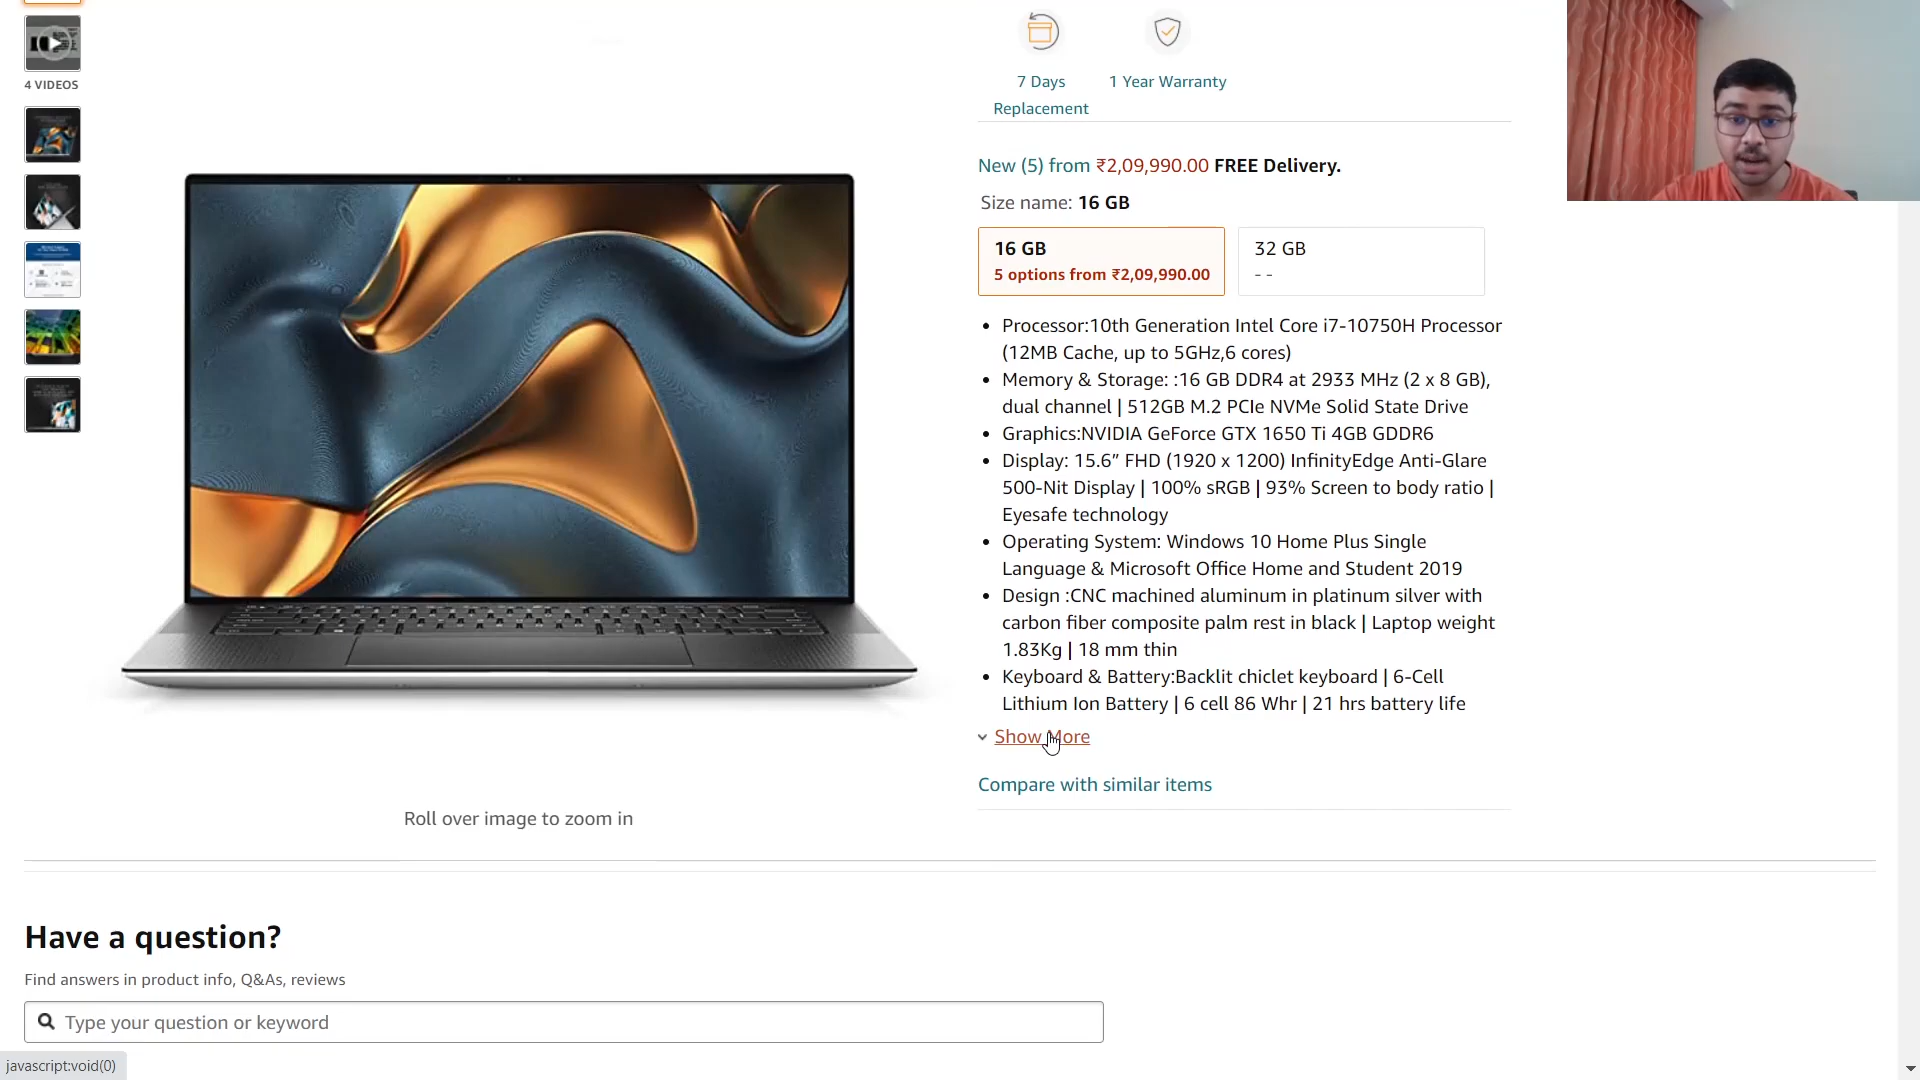 4 VIDEOS
7 Days
Replacement
1 Year Warranty
New (5) from ₹2,09,990.00 FREE Delivery.
Size name: 16 GB
16 GB
5 options from ₹2,09,990.00
32 GB
- -
Processor:10th Generation Intel Core i7-10750H Processor
(12MB Cache, up to 5GHz,6 cores)
Memory & Storage: :16 GB DDR4 at 2933 MHz (2 x 8 GB),
dual channel | 512GB M.2 PCIe NVMe Solid State Drive
Graphics:NVIDIA GeForce GTX 1650 Ti 4GB GDDR6
Display: 15.6” FHD (1920 x 1200) InfinityEdge Anti-Glare
500-Nit Display | 100% sRGB | 93% Screen to body ratio |
Eyesafe technology
Operating System: Windows 10 Home Plus Single
Language & Microsoft Office Home and Student 2019
Design :CNC machined aluminum in platinum silver with
carbon fiber composite palm rest in black | Laptop weight
1.83Kg | 18 mm thin
Keyboard & Battery:Backlit chiclet keyboard | 6-Cell
Lithium Ion Battery | 6 cell 86 Whr | 21 hrs battery life
Show More
Compare with similar items
Roll over image to zoom in
Have a question?
Find answers in product info, Q&As, reviews
Type your question or keyword
javascript:void(0)